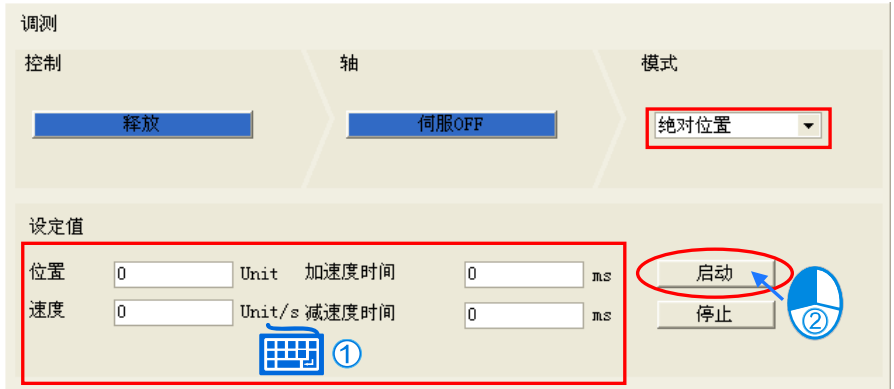 调测
控制 轴 模式
释放 伺服OFF 绝对位置
设定值
位置 0 Unit 加速度时间 0 ms 启动
速度 0 Unit/s 减速度时间 0 ms 停止
① ②